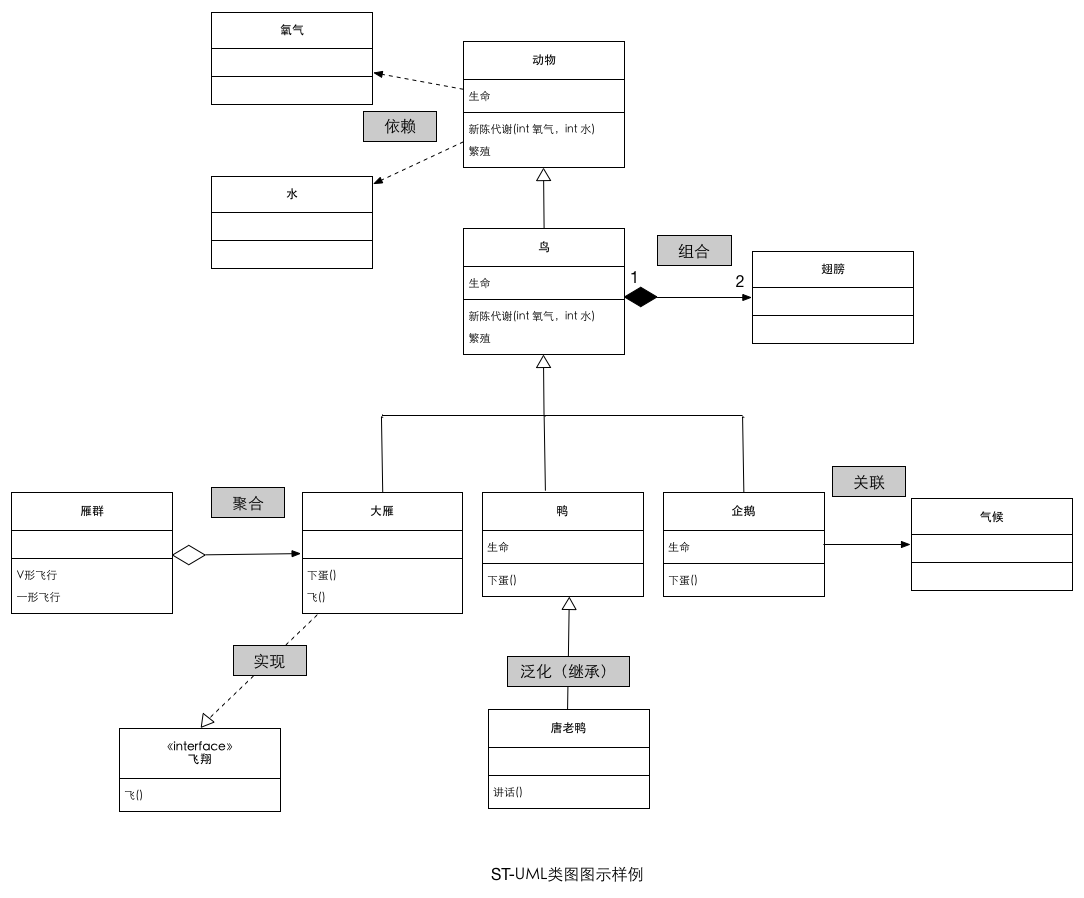 氧气
动物
生命
依赖
新陈代谢(int 氧气，int 水)
繁殖
水
鸟
组合
生命
1
2
翅膀
新陈代谢(int 氧气，int 水)
繁殖
雁群
V形飞行
一形飞行
聚合
大雁
下蛋()
飞()
鸭
生命
下蛋()
企鹅
生命
下蛋()
关联
气候
实现
泛化（继承）
《interface》
飞翔
飞()
唐老鸭
讲话()
ST-UML类图图示样例